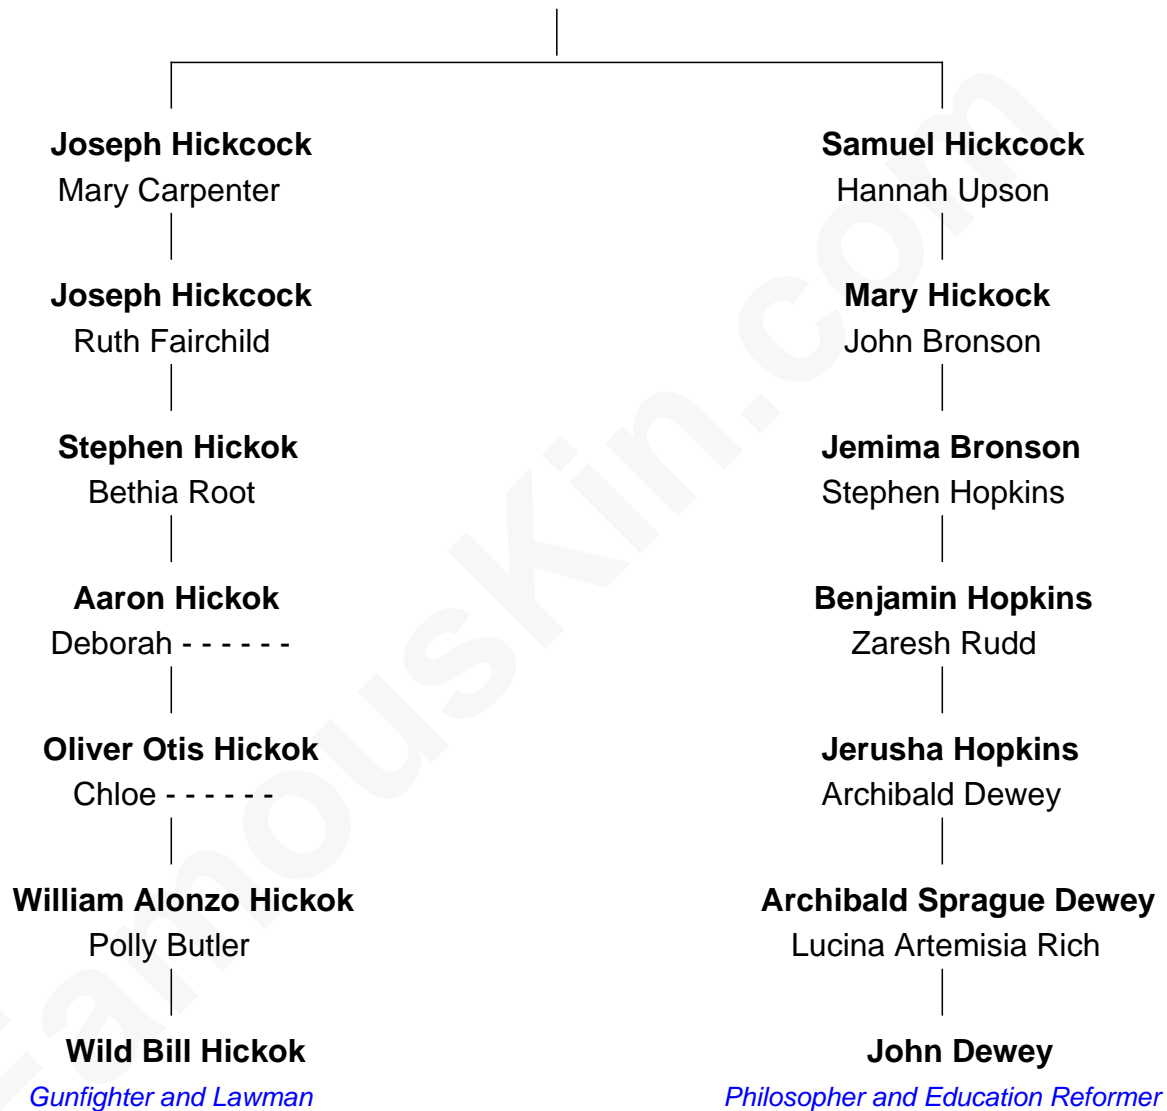 Joseph Hickcock
Mary Carpenter
Samuel Hickcock
Hannah Upson
Joseph Hickcock
Ruth Fairchild
Mary Hickock
John Bronson
Stephen Hickok
Bethia Root
Jemima Bronson
Stephen Hopkins
Aaron Hickok
Deborah - - - - - -
Benjamin Hopkins
Zaresh Rudd
Oliver Otis Hickok
Chloe - - - - - -
Jerusha Hopkins
Archibald Dewey
William Alonzo Hickok
Polly Butler
Archibald Sprague Dewey
Lucina Artemisia Rich
Wild Bill Hickok
Gunfighter and Lawman
John Dewey
Philosopher and Education Reformer
FamousKin.com